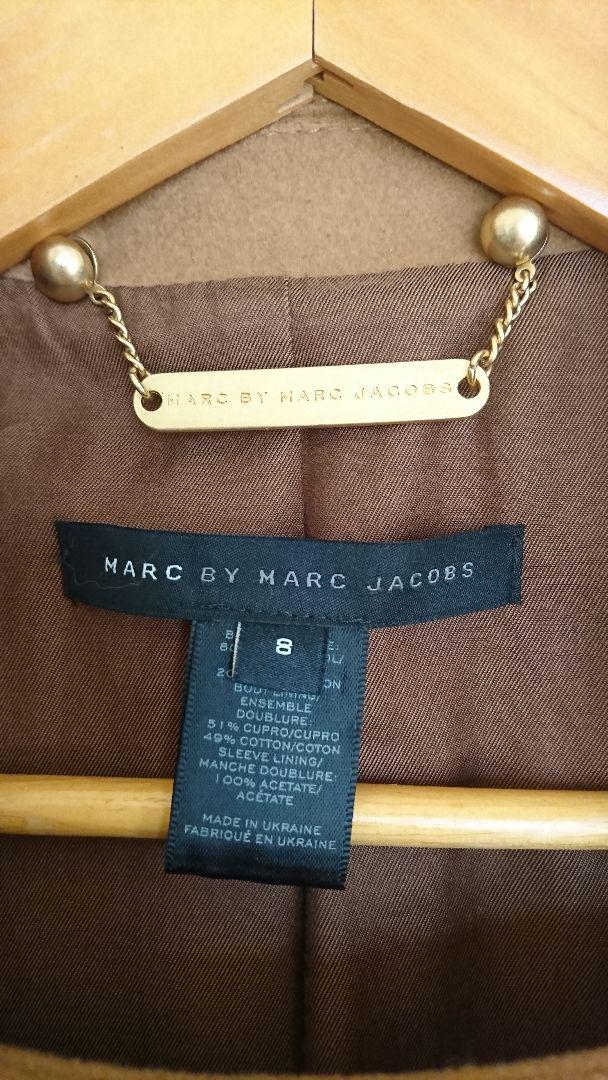 MARC BY MARC JACOBS
MARC BY MARC JACOBS
8
ON
BODY LINING/
ENSEMBLE
DOUBLURE:
51% CUPRO/CUPRO
49% COTTON/COTON
SLEEVE LINING/
MANCHE DOUBLURE:
100% ACETATE/
ACÉTATE
MADE IN UKRAINE
FABRIQUÉ EN UKRAINE